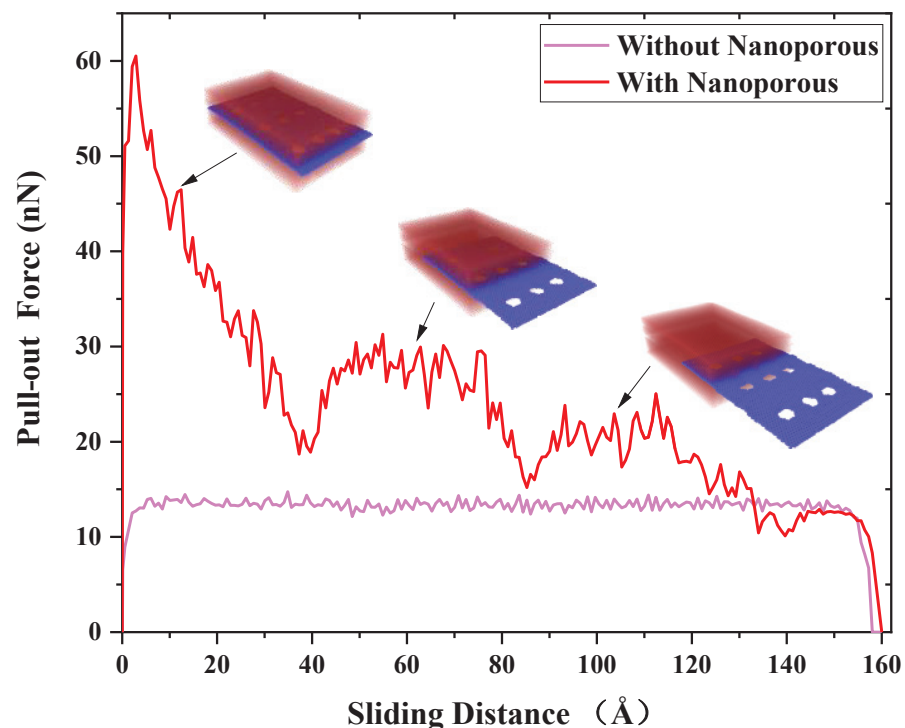 Without Nanoporous
With Nanoporous
Pull-out Force (nN)
60
50
40
30
20
10
0
0 20 40 60 80 100 120 140 160
Sliding Distance （Å）